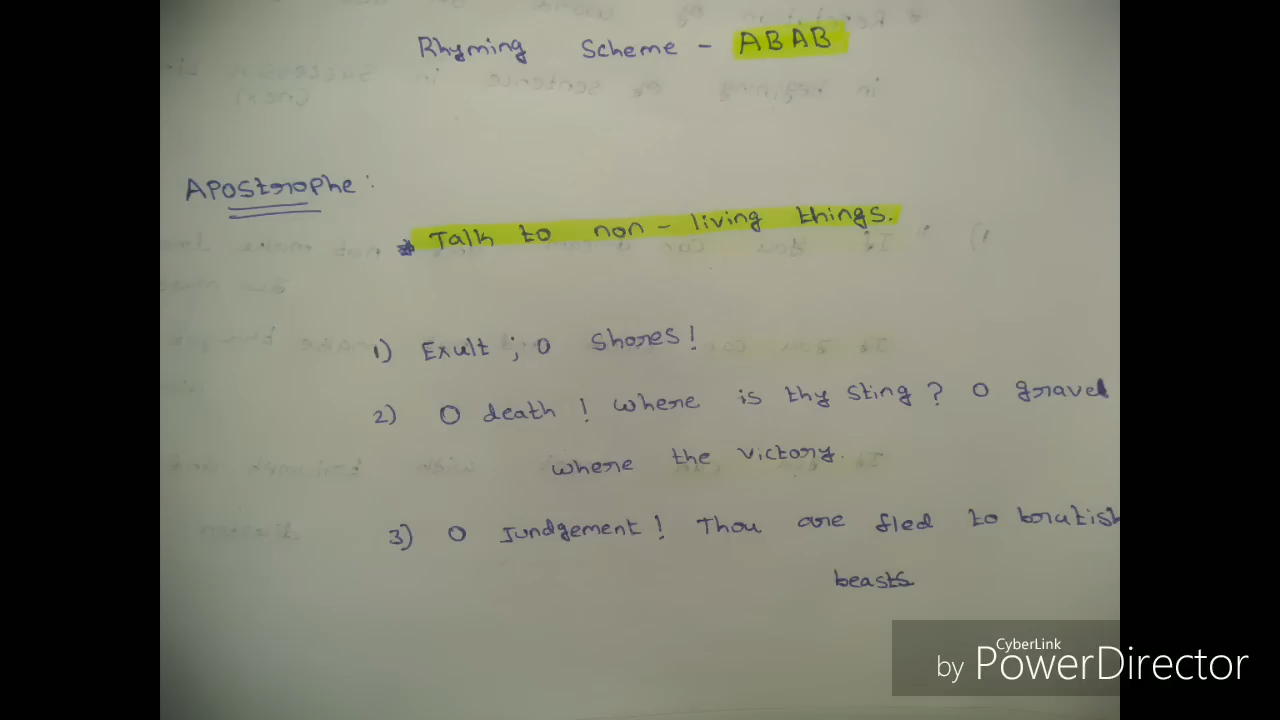 Rhyming Scheme - ABAB
Apostrophe:
* Talk to non-living things.
1) Exult ; O Shores!
2) O death ! where is thy sting ? O grave
where the victory.
3) O Jundgement ! Thou are fled to brutish
beasts
CyberLink
by PowerDirector